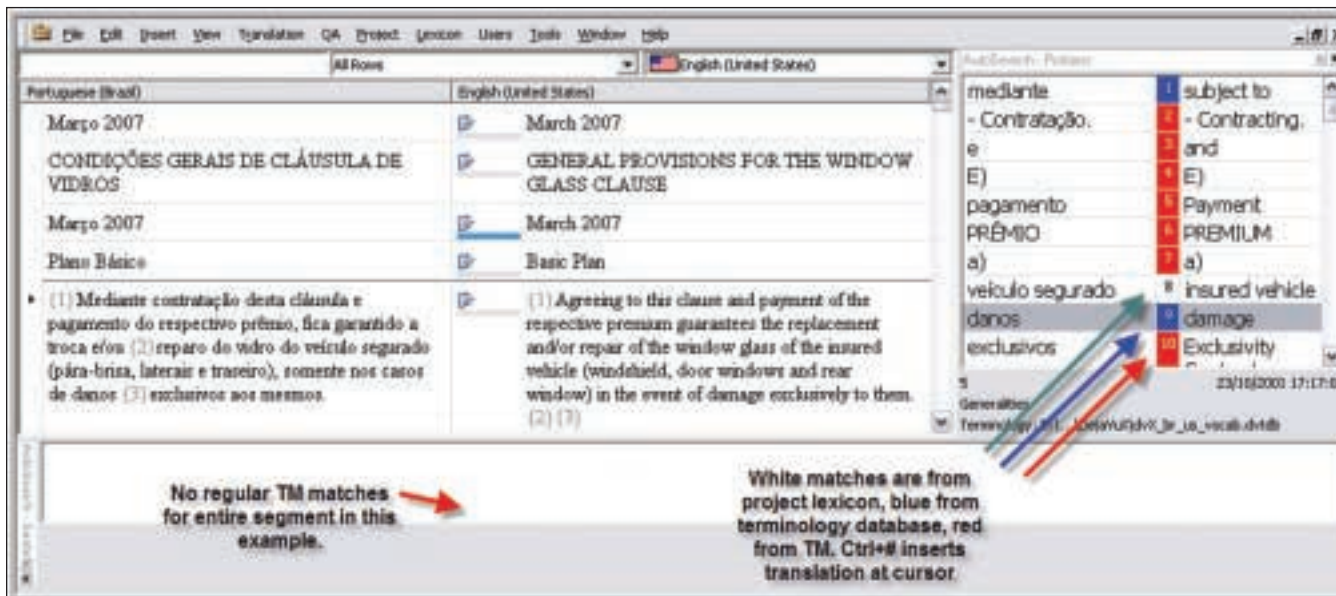 File Edit Insert View Translation QA Project Lexicon Users Tools Window Help
All Rows English (United States)
Portuguese (Brazil) English (United States)
Março 2007 March 2007
CONDIÇÕES GERAIS DE CLÁUSULA DE
VIDROS
GENERAL PROVISIONS FOR THE WINDOW
GLASS CLAUSE
Março 2007 March 2007
Plano Básico Basic Plan
(1) Mediante contratação desta cláusula e
pagamento do respectivo prêmio, fica garantido a
troca e/ou (2) reparo do vidro do veículo segurado
(pára-brisa, laterais e traseiro), somente nos casos
de danos (3) exclusivos aos mesmos.
(1) Agreeing to this clause and payment of the
respective premium guarantees the replacement
and/or repair of the window glass of the insured
vehicle (windshield, door windows and rear
window) in the event of damage exclusively to them.
(2) (3)
AutoSearch - Portions
mediante 1 subject to
- Contratação. 2 - Contracting.
e 3 and
E) 4 E)
pagamento 5 Payment
PRÊMIO 6 PREMIUM
a) 7 a)
veículo segurado 8 insured vehicle
danos 9 damage
exclusivos 10 Exclusivity
5
Generalities
Terminology
No regular TM matches
for entire segment in this
example.
White matches are from
project lexicon, blue from
terminology database, red
from TM. Ctrl+# inserts
translation at cursor